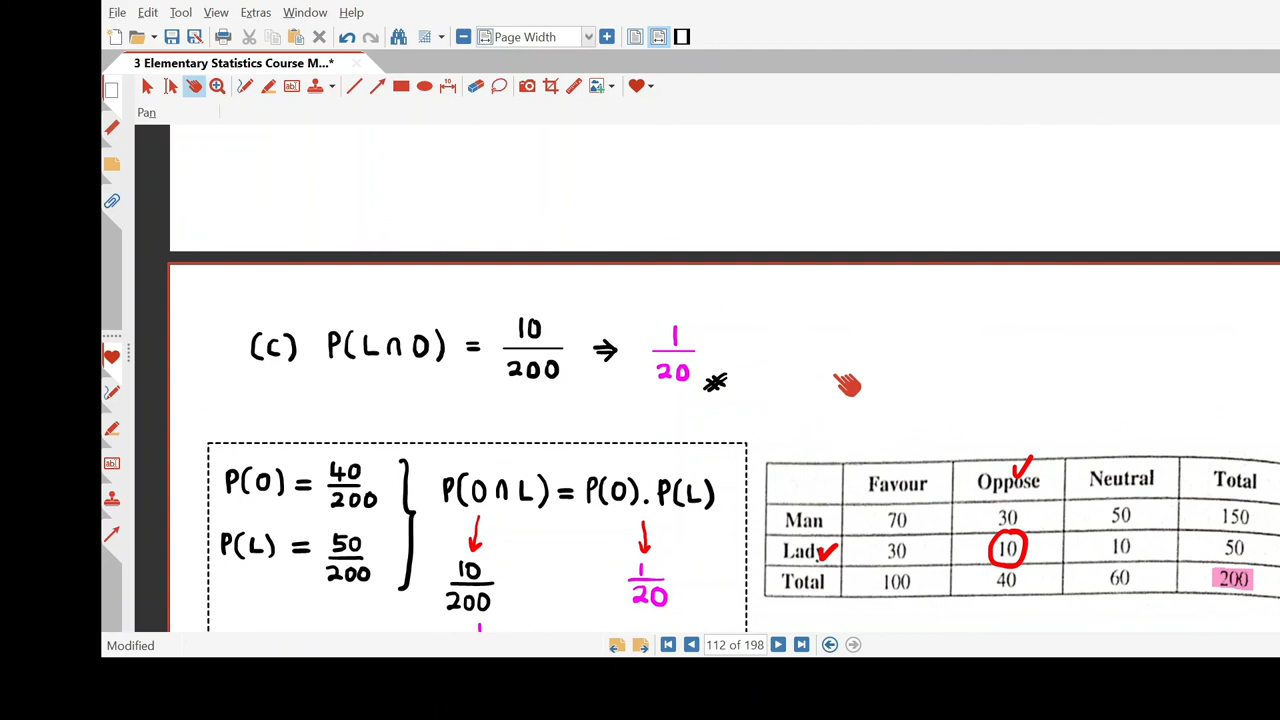 File Edit Tool View Extras Window Help
Page Width
3 Elementary Statistics Course M...*
Pan
(c) P(L∩O) = 10/200 ⇒ 1/20 *
P(O) = 40/200
P(L) = 50/200
P(O∩L) = P(O). P(L)
10/200 1/20
1
Favour Oppose Neutral Total
Man 70 30 50 150
Lady 30 10 10 50
Total 100 40 60 200
Modified
112 of 198